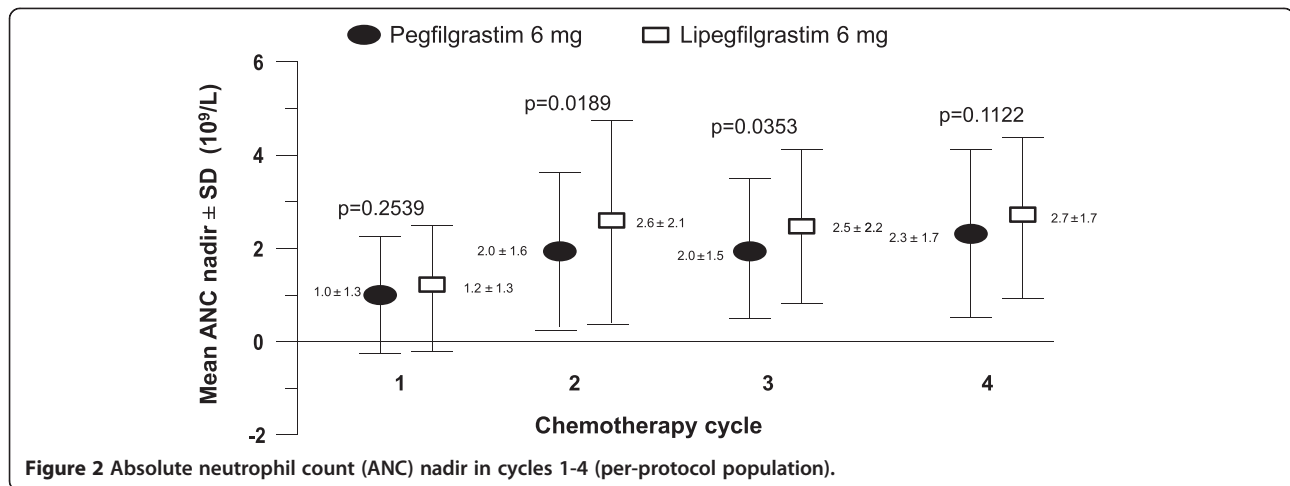 Pegfilgrastim 6 mg Lipegfilgrastim 6 mg
Mean ANC nadir ± SD (10⁹/L)
6
4
2
0
-2
p=0.2539
p=0.0189
p=0.0353
p=0.1122
1.0 ± 1.3
1.2 ± 1.3
2.0 ± 1.6
2.6 ± 2.1
2.0 ± 1.5
2.5 ± 2.2
2.3 ± 1.7
2.7 ± 1.7
1 2 3 4
Chemotherapy cycle
Figure 2 Absolute neutrophil count (ANC) nadir in cycles 1-4 (per-protocol population).